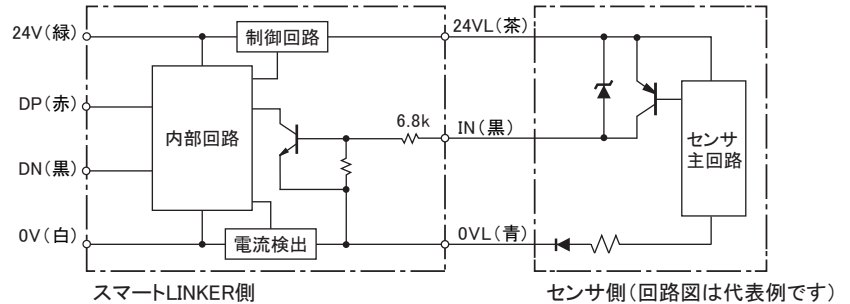 24V(緑)
制御回路
24VL(茶)
DP(赤)
内部回路
6.8k
IN(黒)
センサ
主回路
DN(黒)
0V(白)
電流検出
0VL(青)
スマートLINKER側
センサ側(回路図は代表例です)